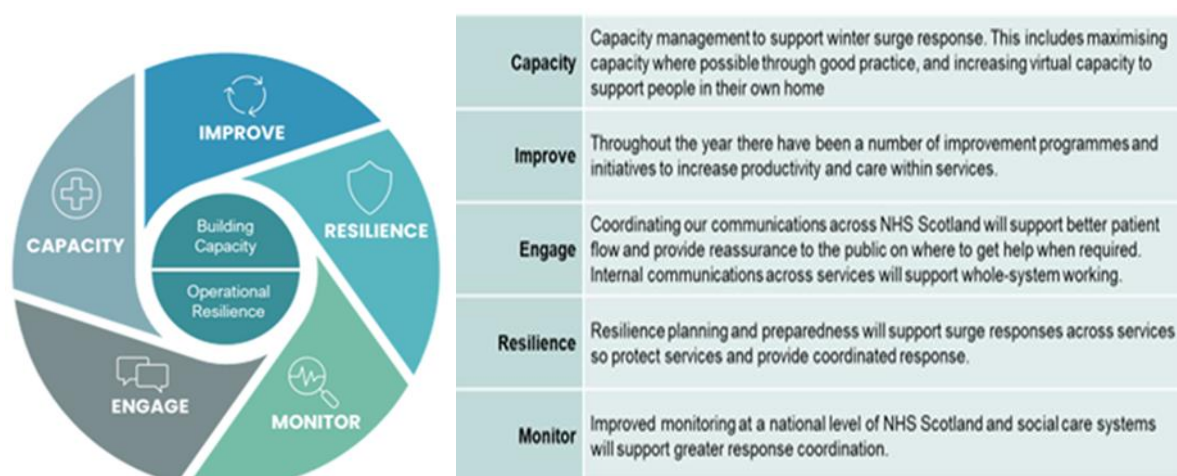 IMPROVE
RESILIENCE
CAPACITY
Building
Capacity
Operational
Resilience
ENGAGE
MONITOR
Capacity
Capacity management to support winter surge response. This includes maximising
capacity where possible through good practice, and increasing virtual capacity to
support people in their own home
Improve
Throughout the year there have been a number of improvement programmes and
initiatives to increase productivity and care within services.
Engage
Coordinating our communications across NHS Scotland will support better patient
flow and provide reassurance to the public on where to get help when required.
Internal communications across services will support whole-system working.
Resilience
Resilience planning and preparedness will support surge responses across services
so protect services and provide coordinated response.
Monitor
Improved monitoring at a national level of NHS Scotland and social care systems
will support greater response coordination.